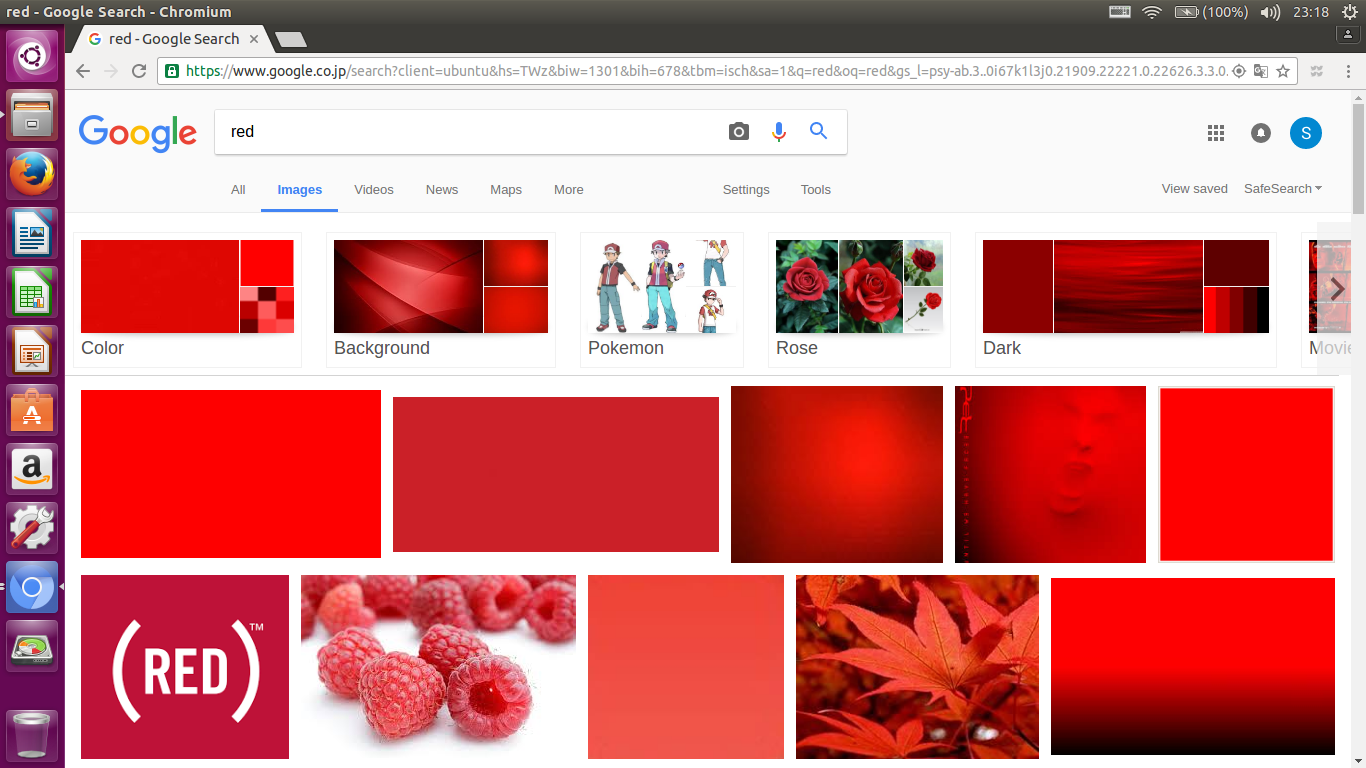 red - Google Search - Chromium
(100%)
23:18
red - Google Search
https://www.google.co.jp/search?client=ubuntu&hs=TWz&biw=1301&bih=678&tbm=isch&sa=1&q=red&oq=red&gs_l=psy-ab.3..0i67k1l3j0.21909.22221.0.22626.3.3.0.
Google
red
S
All
Images
Videos
News
Maps
More
Settings
Tools
View saved
SafeSearch
Color
Background
Pokemon
Rose
Dark
Movie
(RED)™